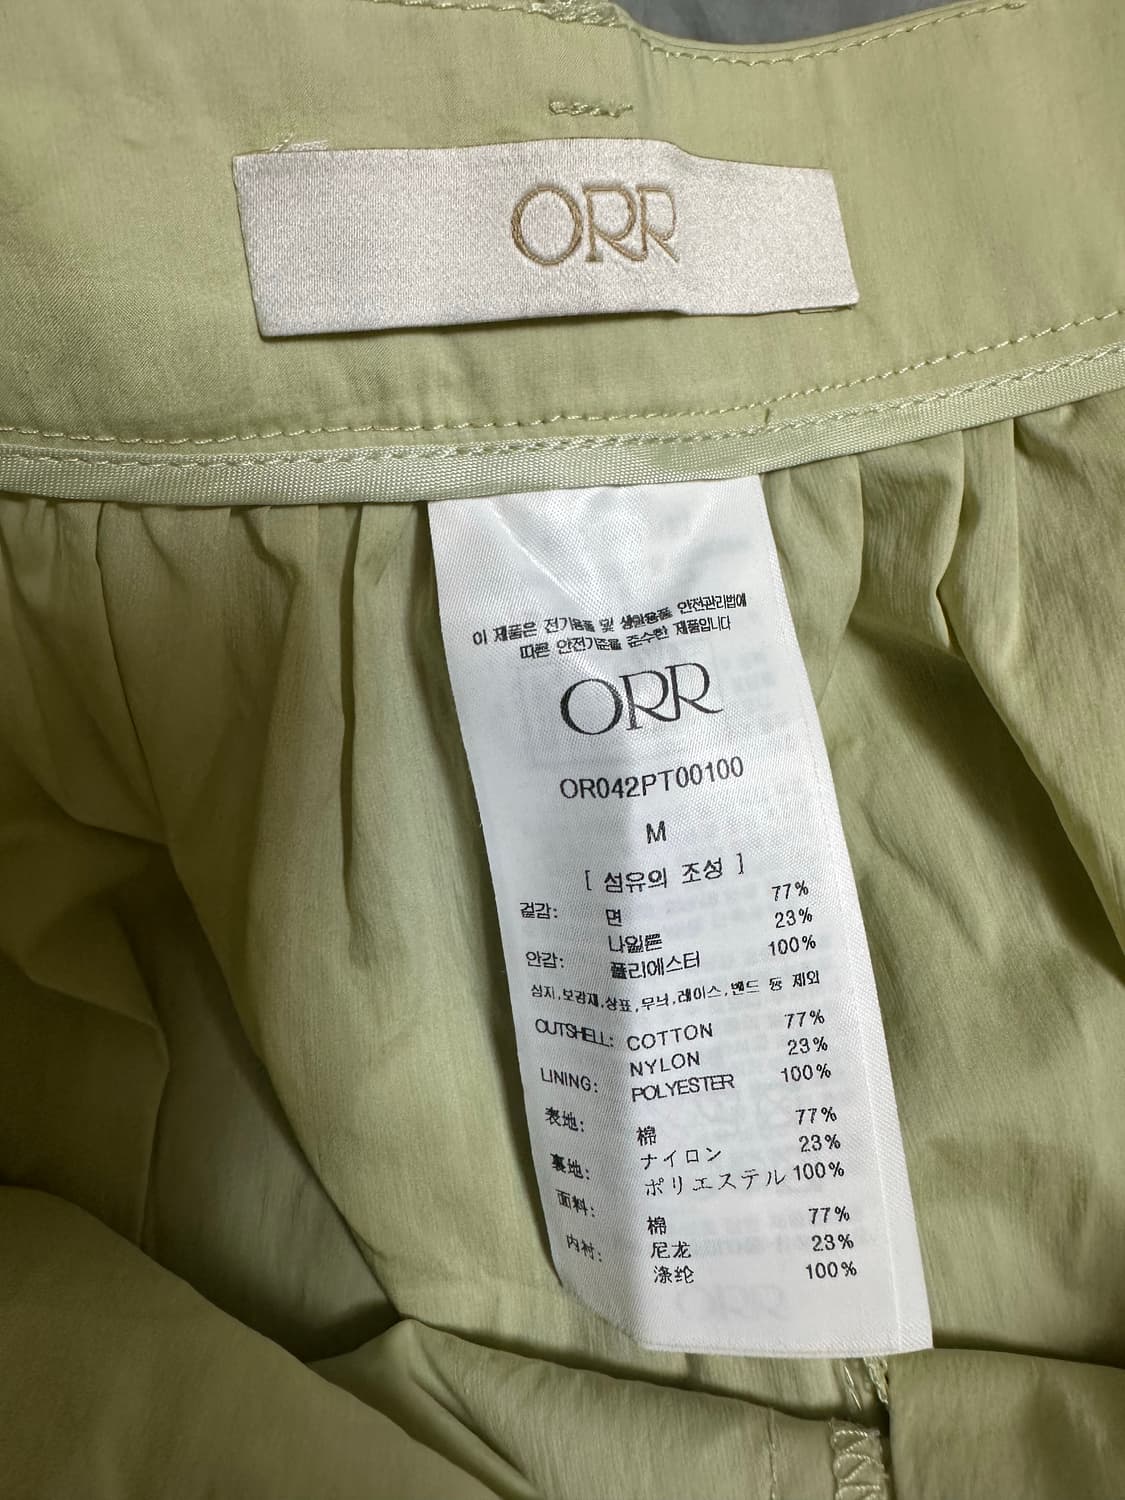 ORR
이 제품은 전기용품 및 생활용품 안전관리법에
따른 안전기준을 준수한 제품입니다
ORR
OR042PT00100
M
[ 섬유의 조성 ]
겉감: 면 77%
나일론 23%
안감: 폴리에스터 100%
심지,보강재,상표,무늬,레이스,밴드 등 제외
OUTSHELL: COTTON 77%
NYLON 23%
LINING: POLYESTER 100%
表地: 棉 77%
ナイロン 23%
裏地: ポリエステル 100%
面料: 棉 77%
尼龙 23%
内衬: 涤纶 100%